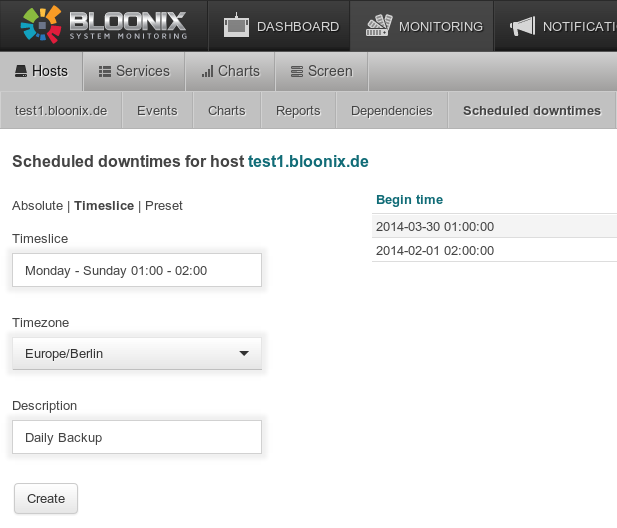 BLOONIX
SYSTEM MONITORING
DASHBOARD
MONITORING
NOTIFICATI
Hosts
Services
Charts
Screen
test1.bloonix.de
Events
Charts
Reports
Dependencies
Scheduled downtimes
Scheduled downtimes for host test1.bloonix.de
Absolute | Timeslice | Preset
Timeslice
Monday - Sunday 01:00 - 02:00
Timezone
Europe/Berlin
Description
Daily Backup
Create
Begin time
2014-03-30 01:00:00
2014-02-01 02:00:00